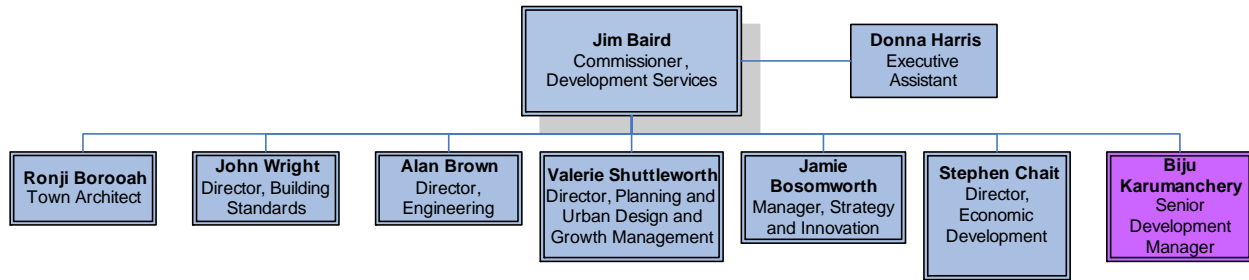 Jim Baird
Commissioner,
Development Services
Donna Harris
Executive
Assistant
Ronji Borooah
Town Architect
John Wright
Director, Building
Standards
Alan Brown
Director,
Engineering
Valerie Shuttleworth
Director, Planning and
Urban Design and
Growth Management
Jamie
Bosomworth
Manager, Strategy
and Innovation
Stephen Chait
Director,
Economic
Development
Biju
Karumanchery
Senior
Development
Manager